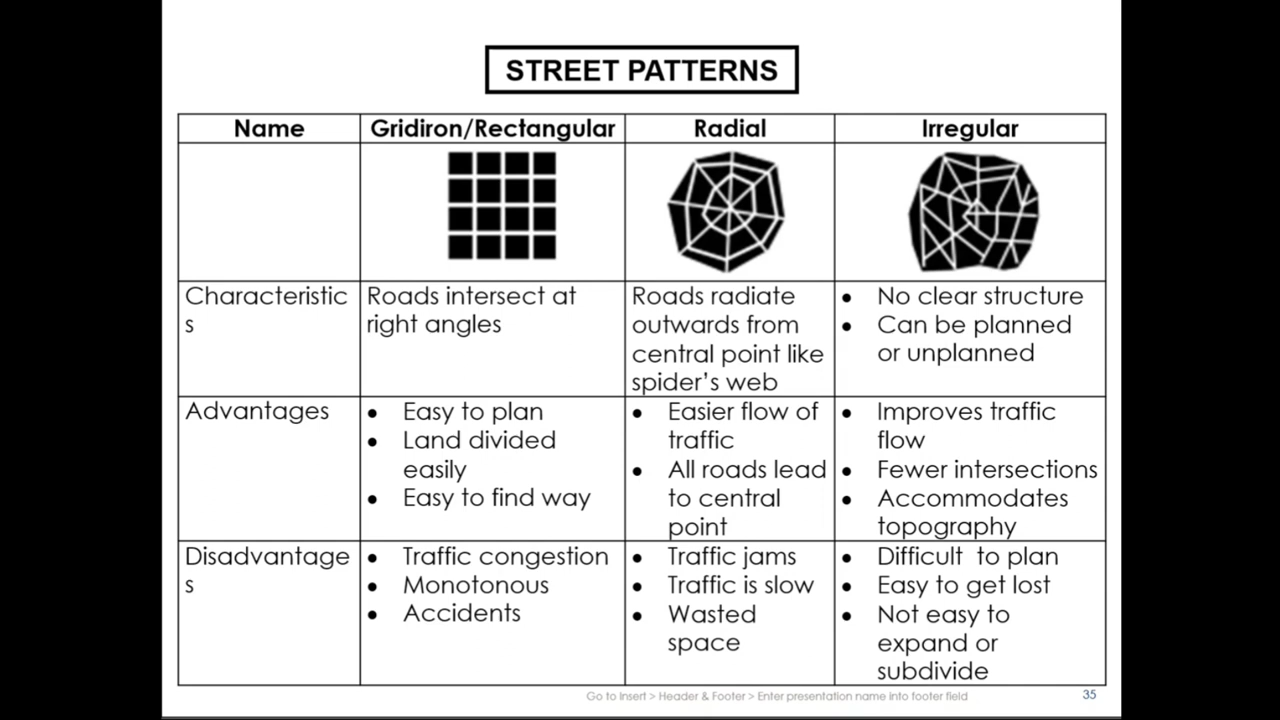 STREET PATTERNS
Name
Gridiron/Rectangular
Radial
Irregular
Characteristic
s
Roads intersect at
right angles
Roads radiate
outwards from
central point like
spider’s web
• No clear structure
• Can be planned
or unplanned
Advantages
• Easy to plan
• Land divided
easily
• Easy to find way
• Easier flow of
traffic
• All roads lead
to central
point
• Improves traffic
flow
• Fewer intersections
• Accommodates
topography
Disadvantage
s
• Traffic congestion
• Monotonous
• Accidents
• Traffic jams
• Traffic is slow
• Wasted
space
• Difficult  to plan
• Easy to get lost
• Not easy to
expand or
subdivide
Go to Insert > Header & Footer > Enter presentation name into footer field
35